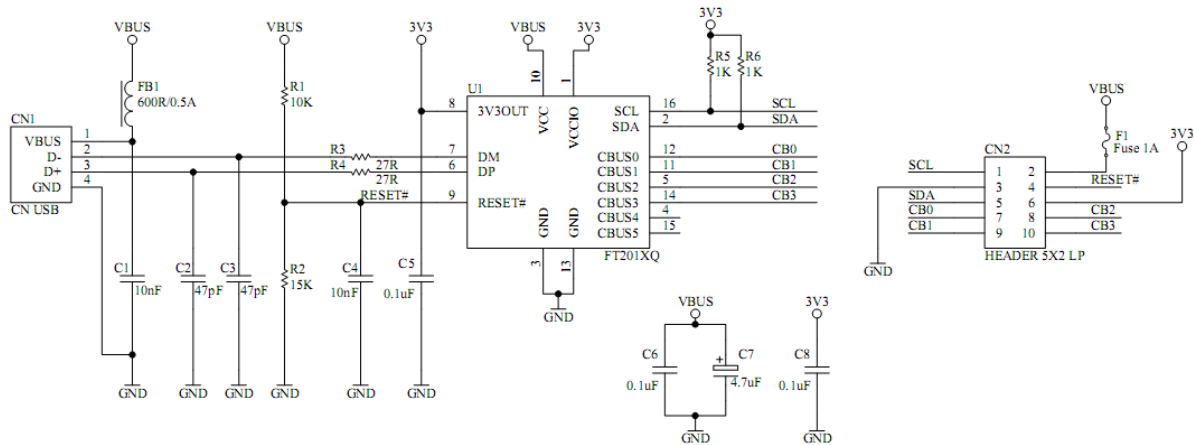 VBUS
VBUS
3V3
VBUS
3V3
3V3
FB1
600R/0.5A
R1
10K
R5
1K
R6
1K
U1
10
1
VCC
VCCIO
8
3V3OUT
SCL
16
SCL
SDA
2
SDA
CN1
VBUS
1
D-
2
D+
3
GND
4
CN USB
R3
27R
R4
27R
7
DM
6
DP
RESET#
9
RESET#
CBUS0
12
CB0
CBUS1
11
CB1
CBUS2
5
CB2
CBUS3
14
CB3
CBUS4
4
CBUS5
15
GND
GND
3
13
FT201XQ
GND
C1
10nF
C2
47pF
C3
47pF
R2
15K
C4
10nF
C5
0.1uF
GND
GND
GND
GND
GND
GND
VBUS
C6
0.1uF
+
C7
4.7uF
GND
3V3
C8
0.1uF
GND
VBUS
F1
Fuse 1A
3V3
CN2
SCL
1
2
3
4
RESET#
SDA
5
6
CB0
7
8
CB2
CB1
9
10
CB3
HEADER 5X2 LP
GND